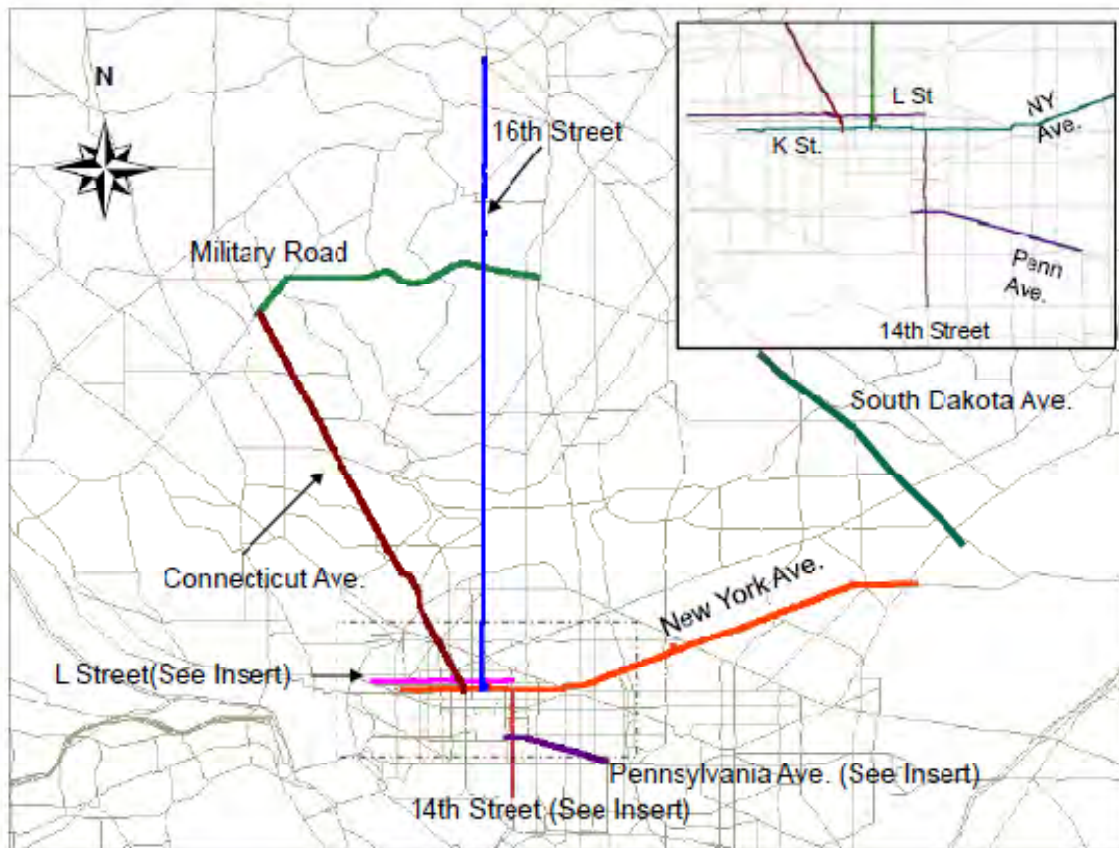 N
16th Street
Military Road
L St
NY
Ave.
K St.
Penn
Ave.
14th Street
South Dakota Ave.
Connecticut Ave.
New York Ave.
L Street(See Insert)
Pennsylvania Ave. (See Insert)
14th Street (See Insert)